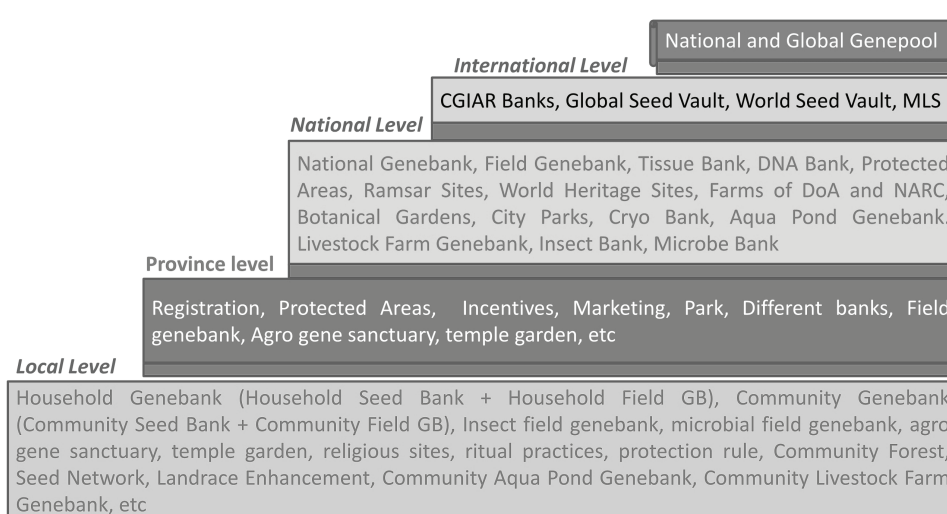 National and Global Genepool
International Level
CGIAR Banks, Global Seed Vault, World Seed Vault, MLS
National Level
National Genebank, Field Genebank, Tissue Bank, DNA Bank, Protected
Areas, Ramsar Sites, World Heritage Sites, Farms of DoA and NARC,
Botanical Gardens, City Parks, Cryo Bank, Aqua Pond Genebank.
Livestock Farm Genebank, Insect Bank, Microbe Bank
Province level
Registration, Protected Areas, Incentives, Marketing, Park, Different banks, Field
genebank, Agro gene sanctuary, temple garden, etc
Local Level
Household Genebank (Household Seed Bank + Household Field GB), Community Genebank
(Community Seed Bank + Community Field GB), Insect field genebank, microbial field genebank, agro
gene sanctuary, temple garden, religious sites, ritual practices, protection rule, Community Forest,
Seed Network, Landrace Enhancement, Community Aqua Pond Genebank, Community Livestock Farm
Genebank, etc